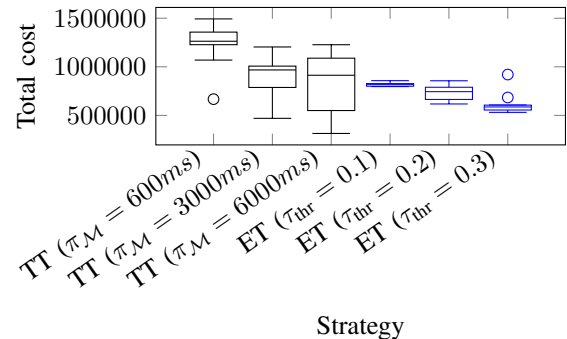 Total cost
1500000
1000000
500000
TT (π_M = 600ms)
TT (π_M = 3000ms)
TT (π_M = 6000ms)
ET (τ_thr = 0.1)
ET (τ_thr = 0.2)
ET (τ_thr = 0.3)
Strategy